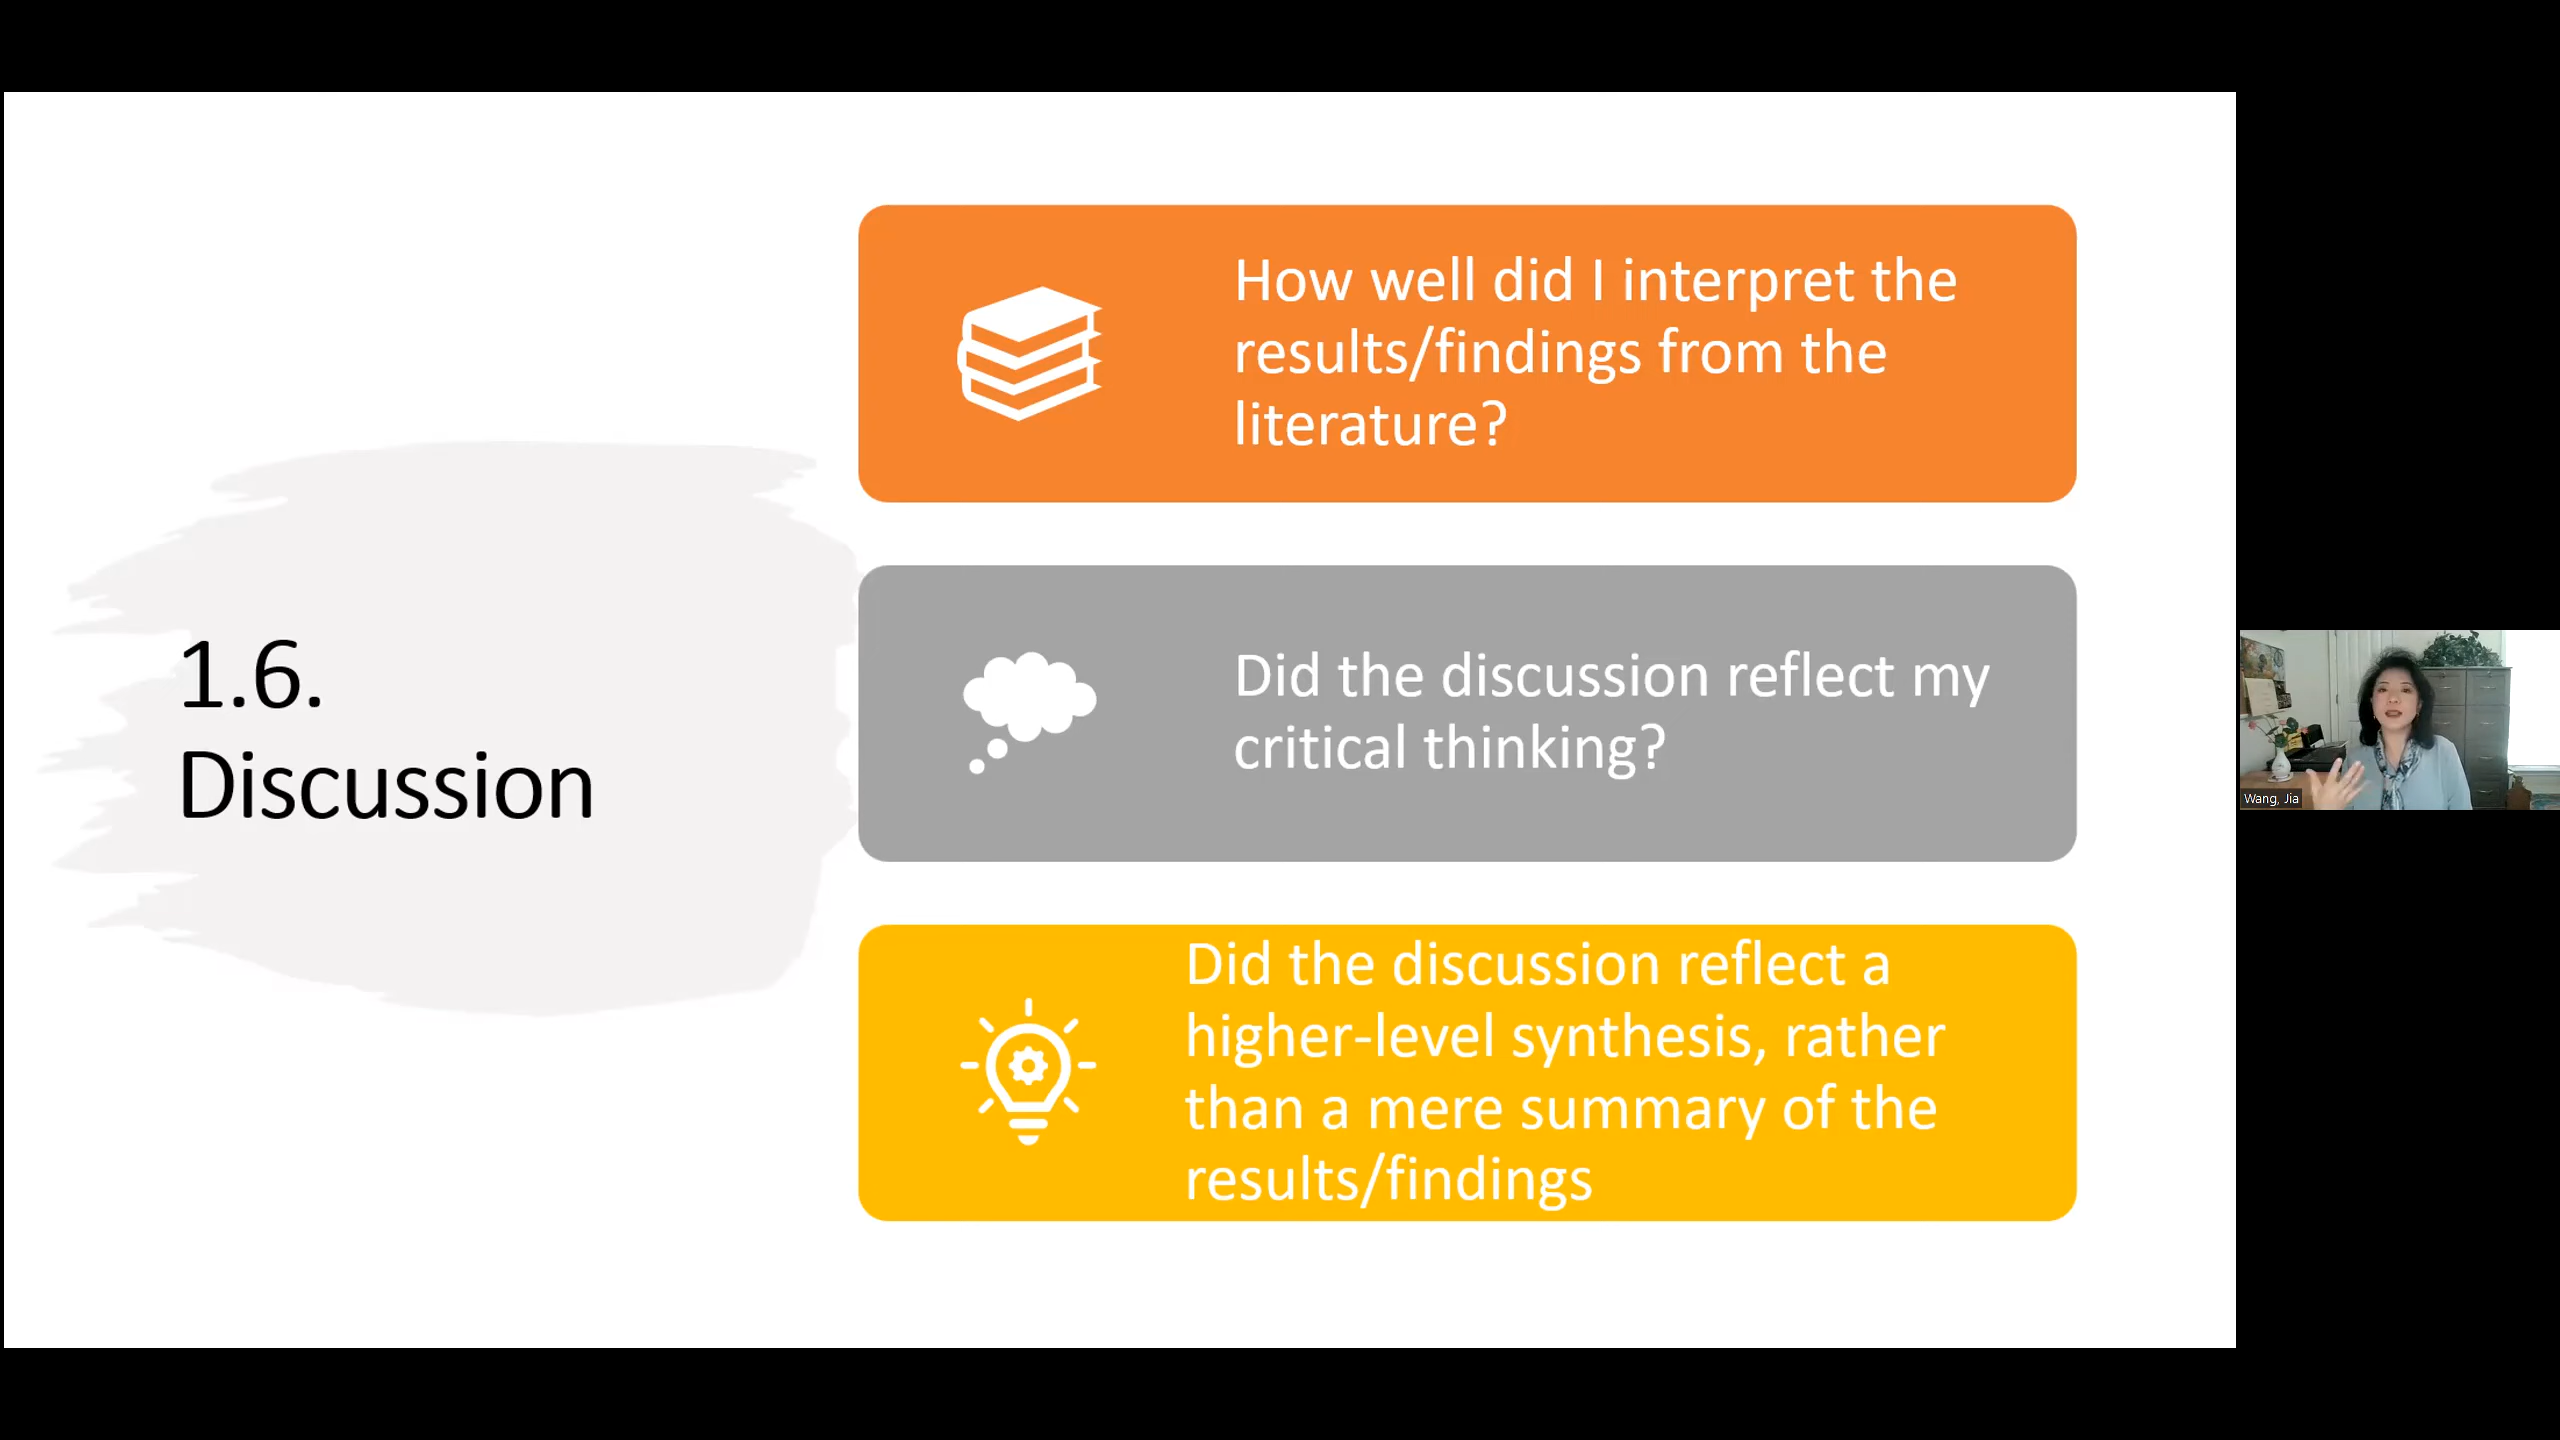 1.6.
Discussion
How well did I interpret the
results/findings from the
literature?
Did the discussion reflect my
critical thinking?
Did the discussion reflect a
higher-level synthesis, rather
than a mere summary of the
results/findings
Wang, Jia